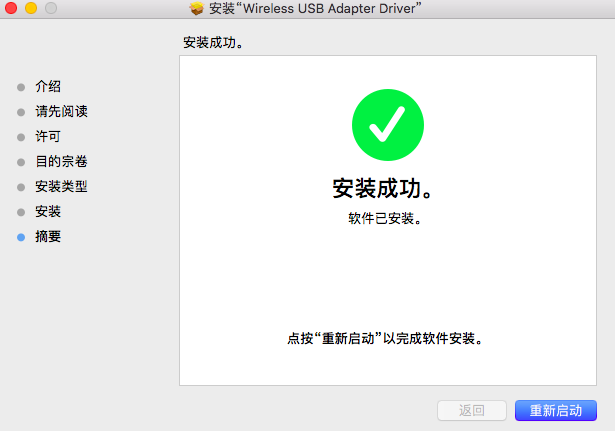 安装“Wireless USB Adapter Driver”
安装成功。
介绍
请先阅读
许可
目的宗卷
安装类型
安装
摘要
安装成功。
软件已安装。
点按“重新启动”以完成软件安装。
返回
重新启动